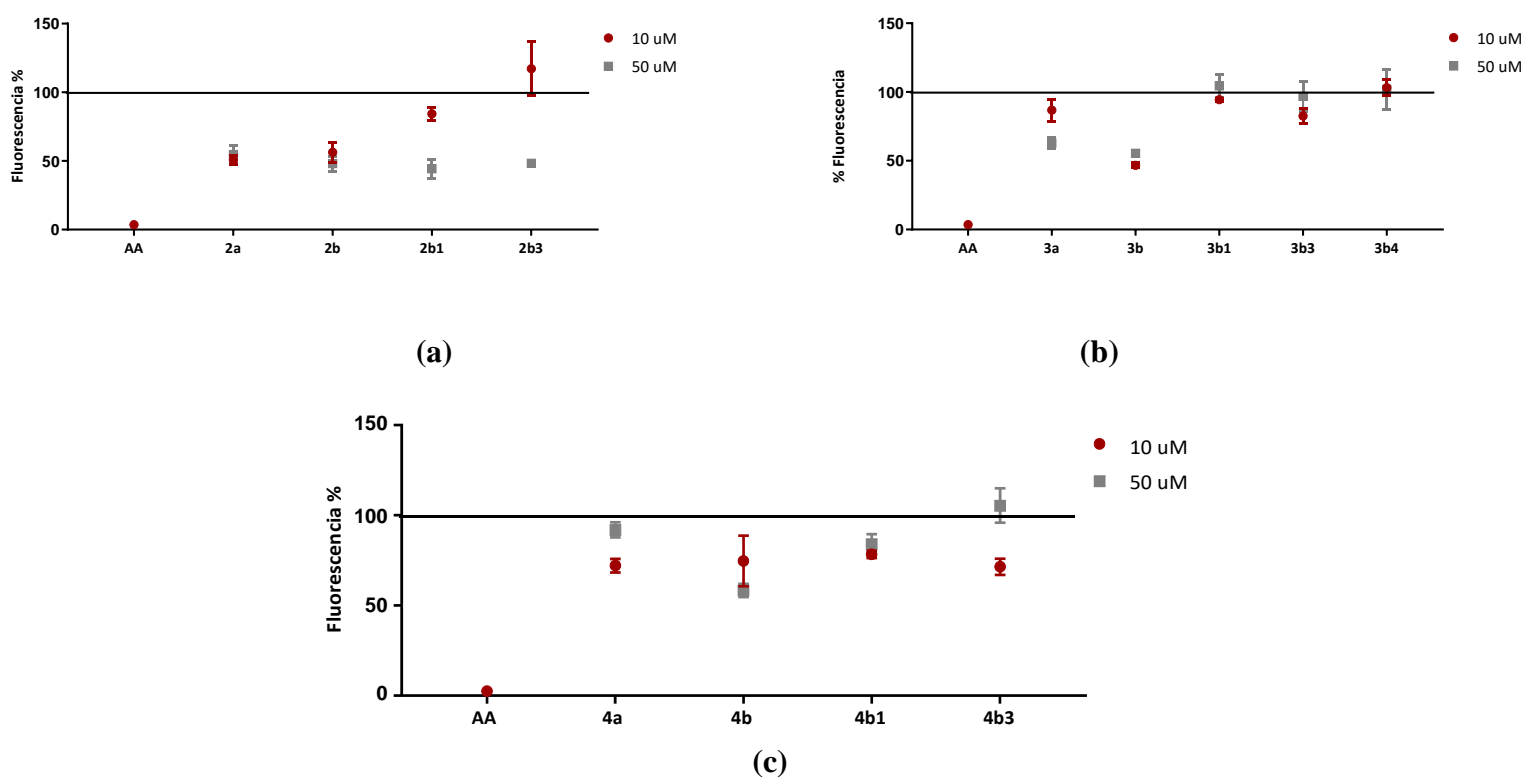 Fluorescencia %
150
100
50
0
AA 2a 2b 2b1 2b3
10 uM
50 uM
(a)
% Fluorescencia
150
100
50
0
AA 3a 3b 3b1 3b3 3b4
10 uM
50 uM
(b)
Fluorescencia %
150
100
50
0
AA 4a 4b 4b1 4b3
10 uM
50 uM
(c)